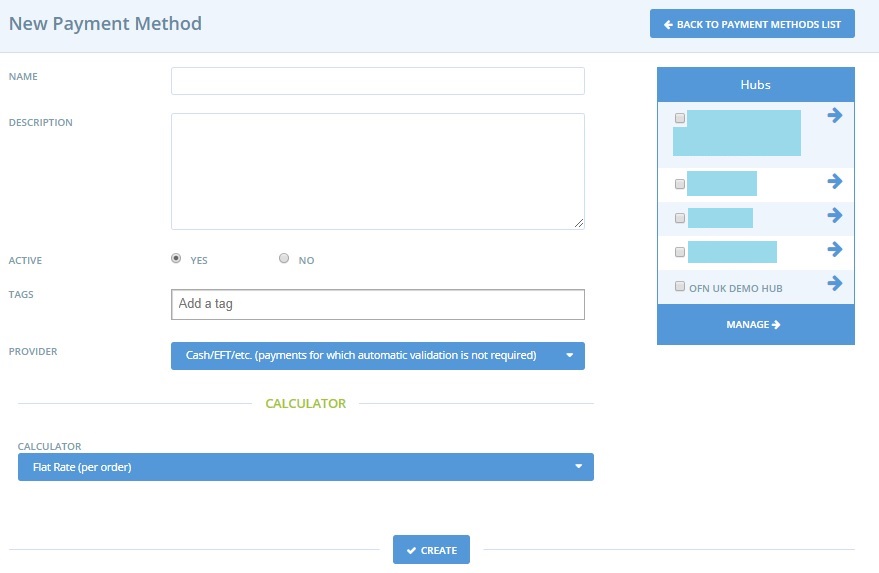 New Payment Method
BACK TO PAYMENT METHODS LIST
NAME
DESCRIPTION
ACTIVE
YES
NO
TAGS
Add a tag
PROVIDER
Cash/EFT/etc. (payments for which automatic validation is not required)
CALCULATOR
CALCULATOR
Flat Rate (per order)
Hubs
OFN UK DEMO HUB
MANAGE
CREATE